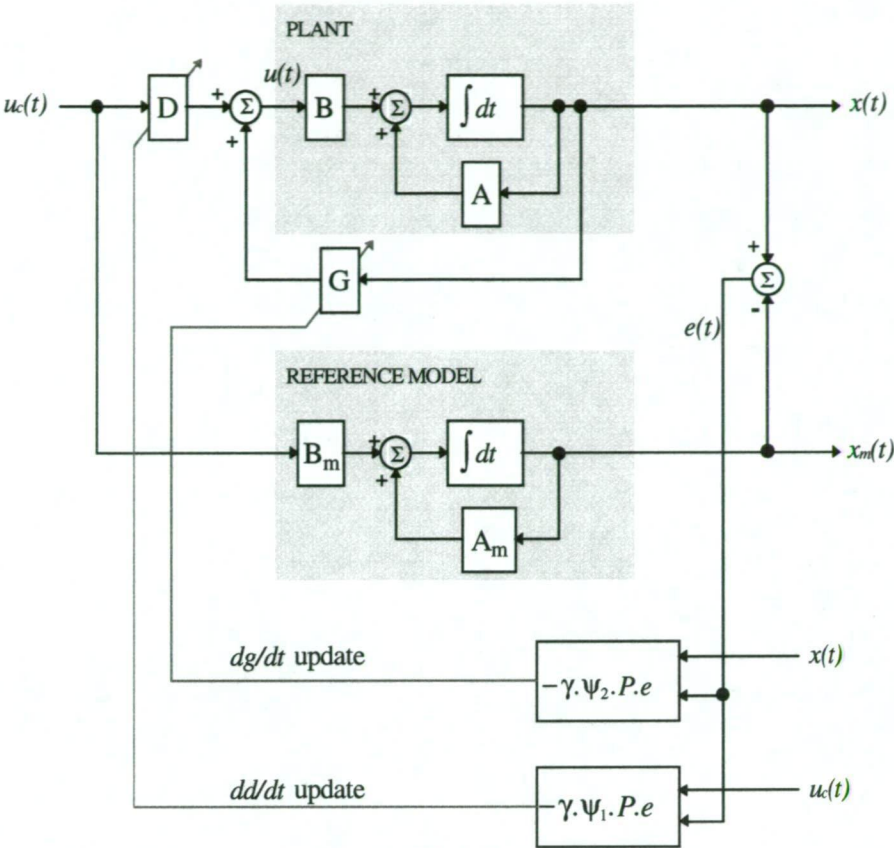 PLANT
u(t)
uc(t)
D
+
Σ
+
B
+
Σ
+
∫ dt
x(t)
A
G
+
Σ
-
e(t)
REFERENCE MODEL
Bm
+
Σ
+
∫ dt
xm(t)
Am
dg/dt update
−γ.ψ₂.P.e
x(t)
dd/dt update
−γ.ψ₁.P.e
uc(t)